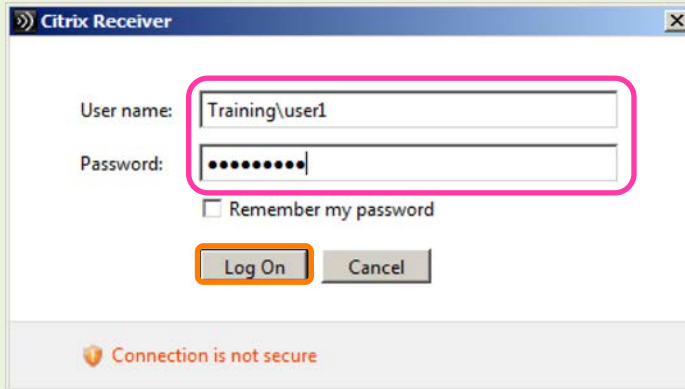 Citrix Receiver
User name: Training\user1
Password: ●●●●●●●●●
Remember my password
Log On Cancel
Connection is not secure